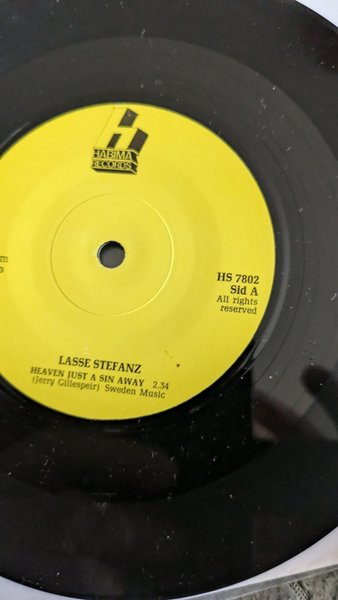 HABIMA
RECORDS
HS 7802
Sid A
All rights
reserved
LASSE STEFANZ
HEAVEN JUST A SIN AWAY 2.34
(Jerry Gillespeir) Sweden Music